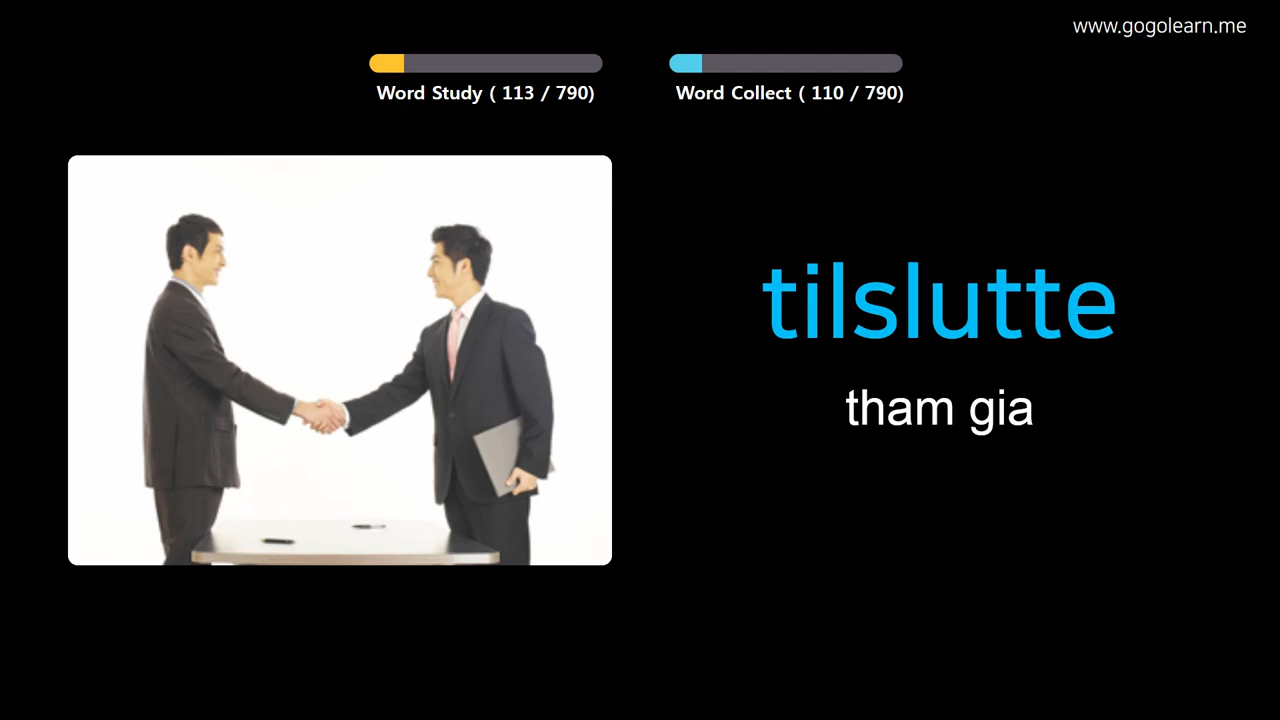 www.gogolearn.me
Word Study ( 113 / 790)
Word Collect ( 110 / 790)
tilslutte
tham gia